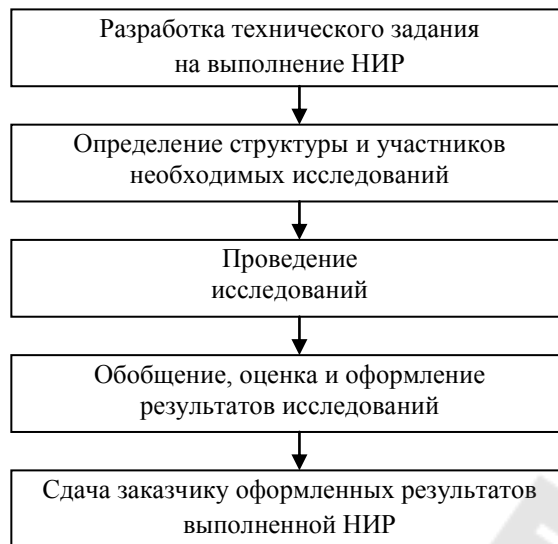 Разработка технического задания
на выполнение НИР
Определение структуры и участников
необходимых исследований
Проведение
исследований
Обобщение, оценка и оформление
результатов исследований
Сдача заказчику оформленных результатов
выполненной НИР